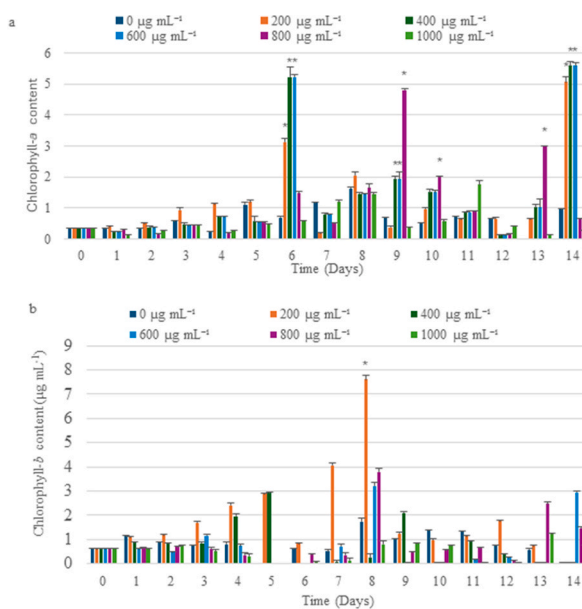 a
0 µg mL⁻¹ 200 µg mL⁻¹ 400 µg mL⁻¹
600 µg mL⁻¹ 800 µg mL⁻¹ 1000 µg mL⁻¹
Chlorophyll-a content
6
5
4
3
2
1
0
* ** ** * * * * **
0 1 2 3 4 5 6 7 8 9 10 11 12 13 14
Time (Days)
b
0 µg mL⁻¹ 200 µg mL⁻¹ 400 µg mL⁻¹
600 µg mL⁻¹ 800 µg mL⁻¹ 1000 µg mL⁻¹
Chlorophyll-b content (µg mL⁻¹)
9
8
7
6
5
4
3
2
1
0
*
0 1 2 3 4 5 6 7 8 9 10 11 12 13 14
Time (Days)